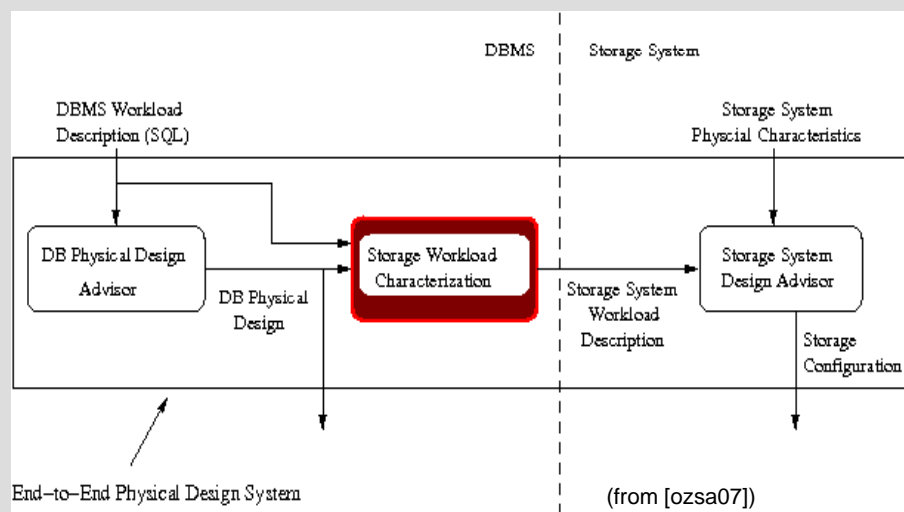 DBMS
Storage System
DBMS Workload
Description (SQL)
Storage System
Physcial Characteristics
DB Physical Design
Advisor
Storage Workload
Characterization
Storage System
Design Advisor
DB Physical
Design
Storage System
Workload
Description
Storage
Configuration
End-to-End Physical Design System
(from [ozsa07])